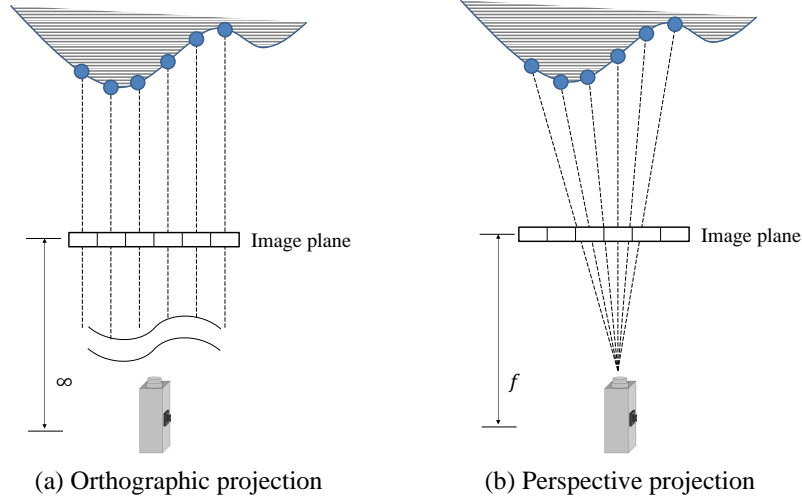 Image plane
∞
(a) Orthographic projection
Image plane
f
(b) Perspective projection